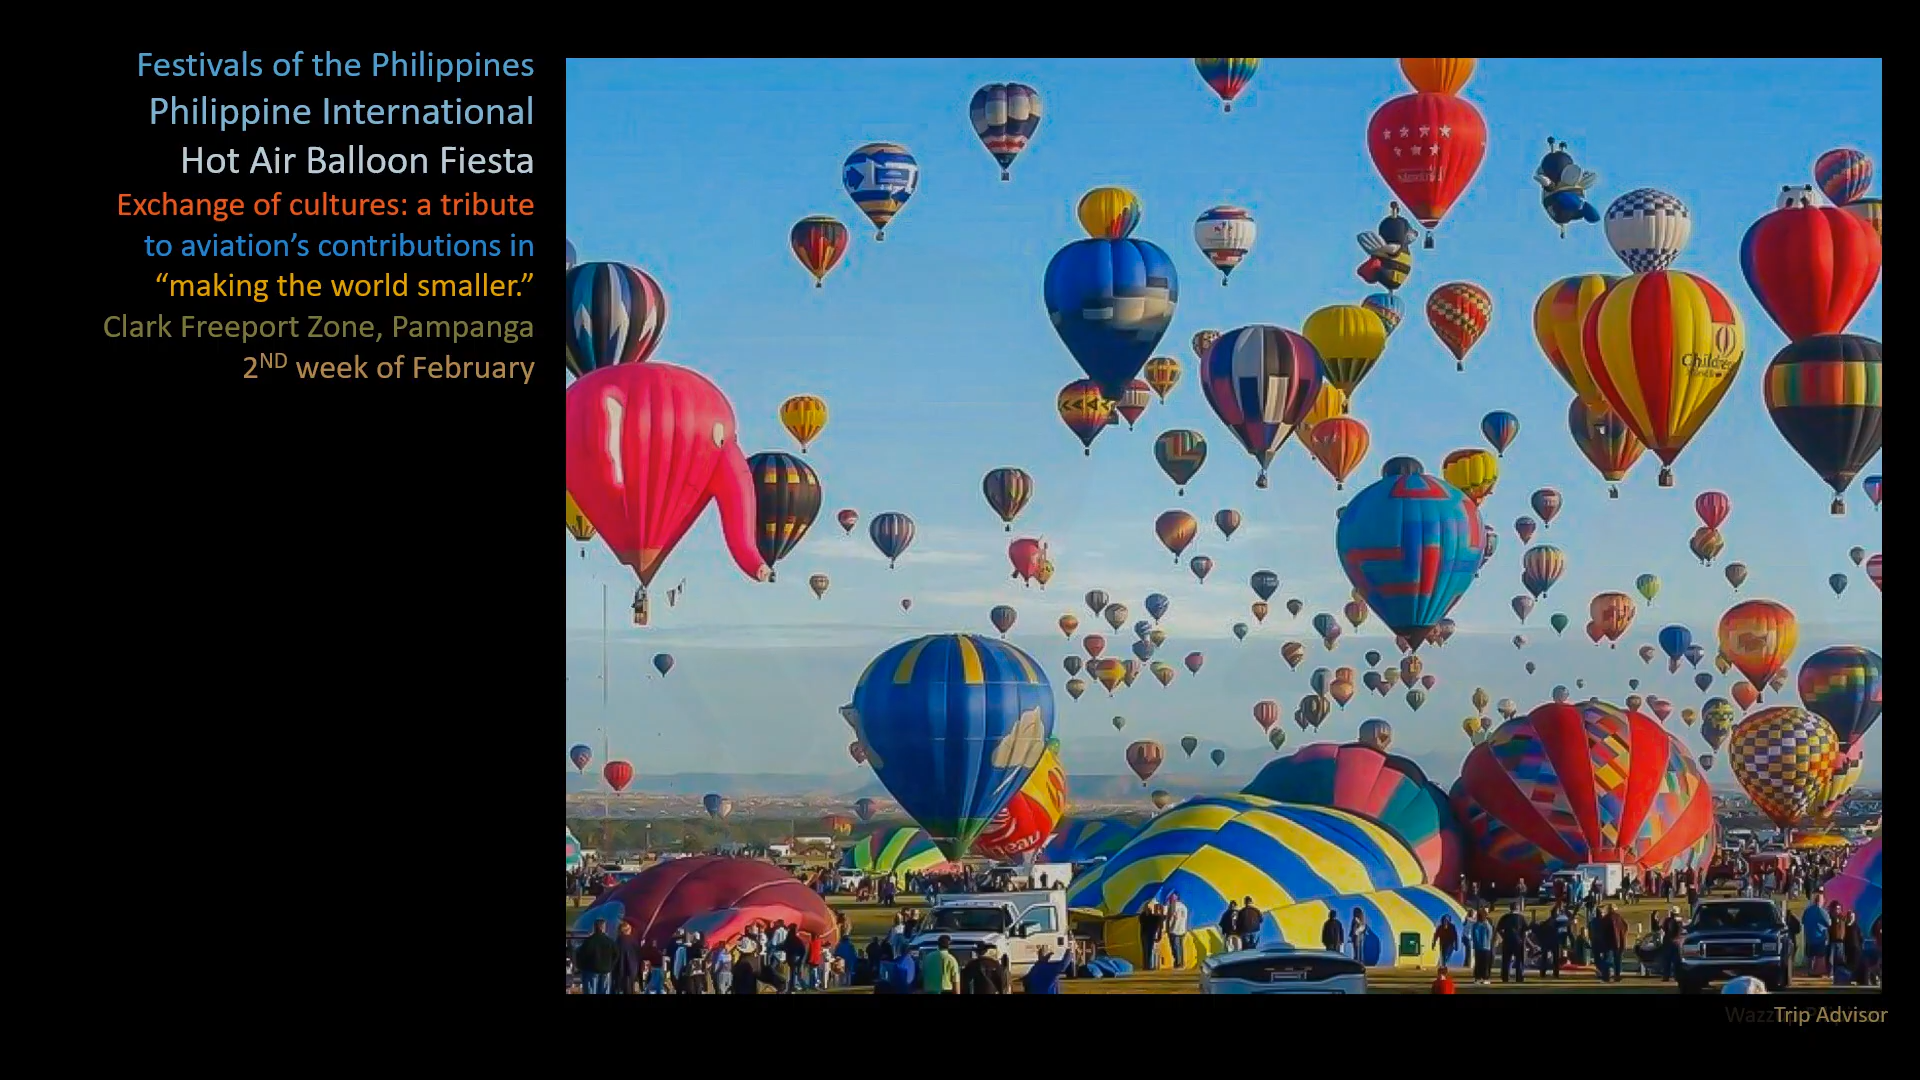 Festivals of the Philippines
Philippine International
Hot Air Balloon Fiesta
Exchange of cultures: a tribute
to aviation’s contributions in
“making the world smaller.”
Clark Freeport Zone, Pampanga
2ND week of February
Children's
Trip Advisor